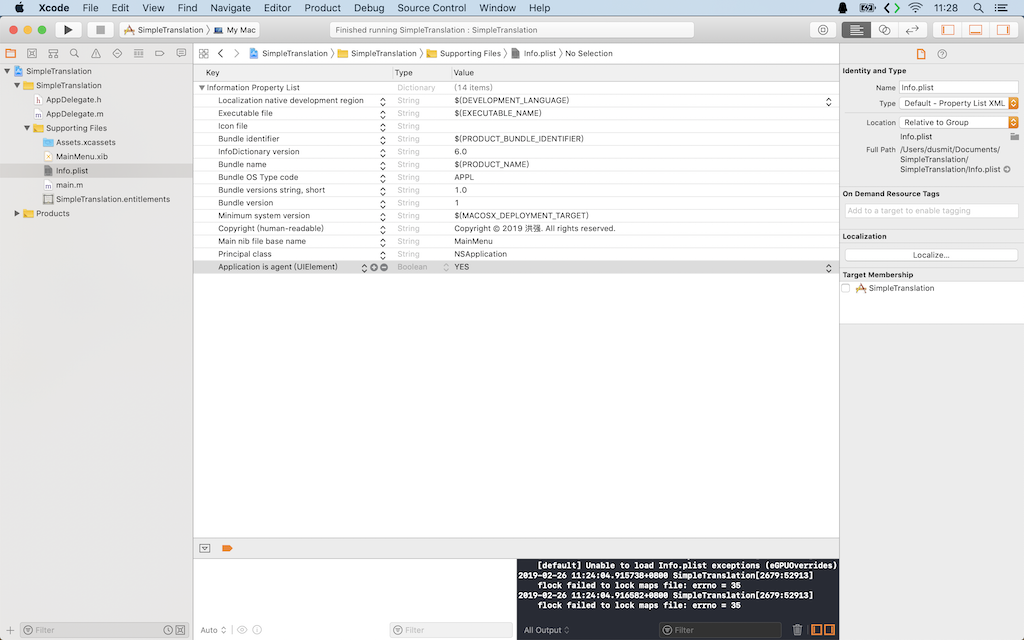 Xcode File Edit View Find Navigate Editor Product Debug Source Control Window Help 11:28
SimpleTranslation 〉 My Mac Finished running SimpleTranslation : SimpleTranslation
SimpleTranslation 〉 SimpleTranslation 〉 Supporting Files 〉 Info.plist 〉 No Selection
SimpleTranslation
SimpleTranslation
AppDelegate.h
AppDelegate.m
Supporting Files
Assets.xcassets
MainMenu.xib
Info.plist
main.m
SimpleTranslation.entitlements
Products
Filter
Key Type Value
Information Property List Dictionary (14 items)
Localization native development region String $(DEVELOPMENT_LANGUAGE)
Executable file String $(EXECUTABLE_NAME)
Icon file String
Bundle identifier String $(PRODUCT_BUNDLE_IDENTIFIER)
InfoDictionary version String 6.0
Bundle name String $(PRODUCT_NAME)
Bundle OS Type code String APPL
Bundle versions string, short String 1.0
Bundle version String 1
Minimum system version String $(MACOSX_DEPLOYMENT_TARGET)
Copyright (human-readable) String Copyright © 2019 洪强. All rights reserved.
Main nib file base name String MainMenu
Principal class String NSApplication
Application is agent (UIElement) Boolean YES
Auto Filter
[default] Unable to load Info.plist exceptions (eGPUOverrides)
2019-02-26 11:24:04.915738+0800 SimpleTranslation[2679:52913]
flock failed to lock maps file: errno = 35
2019-02-26 11:24:04.916582+0800 SimpleTranslation[2679:52913]
flock failed to lock maps file: errno = 35
All Output Filter
Identity and Type
Name Info.plist
Type Default - Property List XML
Location Relative to Group
Info.plist
Full Path /Users/dusmit/Documents/
SimpleTranslation/
SimpleTranslation/Info.plist
On Demand Resource Tags
Add to a target to enable tagging
Localization
Localize...
Target Membership
SimpleTranslation